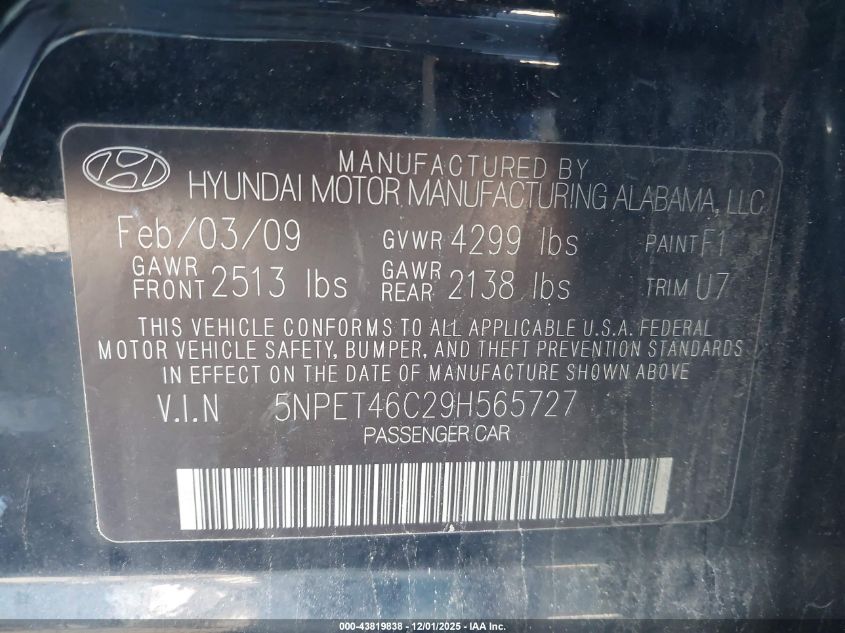 MANUFACTURED BY
HYUNDAI MOTOR MANUFACTURING ALABAMA, LLC
Feb/03/09 GVWR 4299 lbs PAINT F1
GAWR FRONT 2513 lbs GAWR REAR 2138 lbs TRIM U7
THIS VEHICLE CONFORMS TO ALL APPLICABLE U.S.A. FEDERAL
MOTOR VEHICLE SAFETY, BUMPER, AND THEFT PREVENTION STANDARDS
IN EFFECT ON THE DATE OF MANUFACTURE SHOWN ABOVE
V.I.N 5NPET46C29H565727
PASSENGER CAR
000-43819838 - 12/01/2025 - IAA Inc.